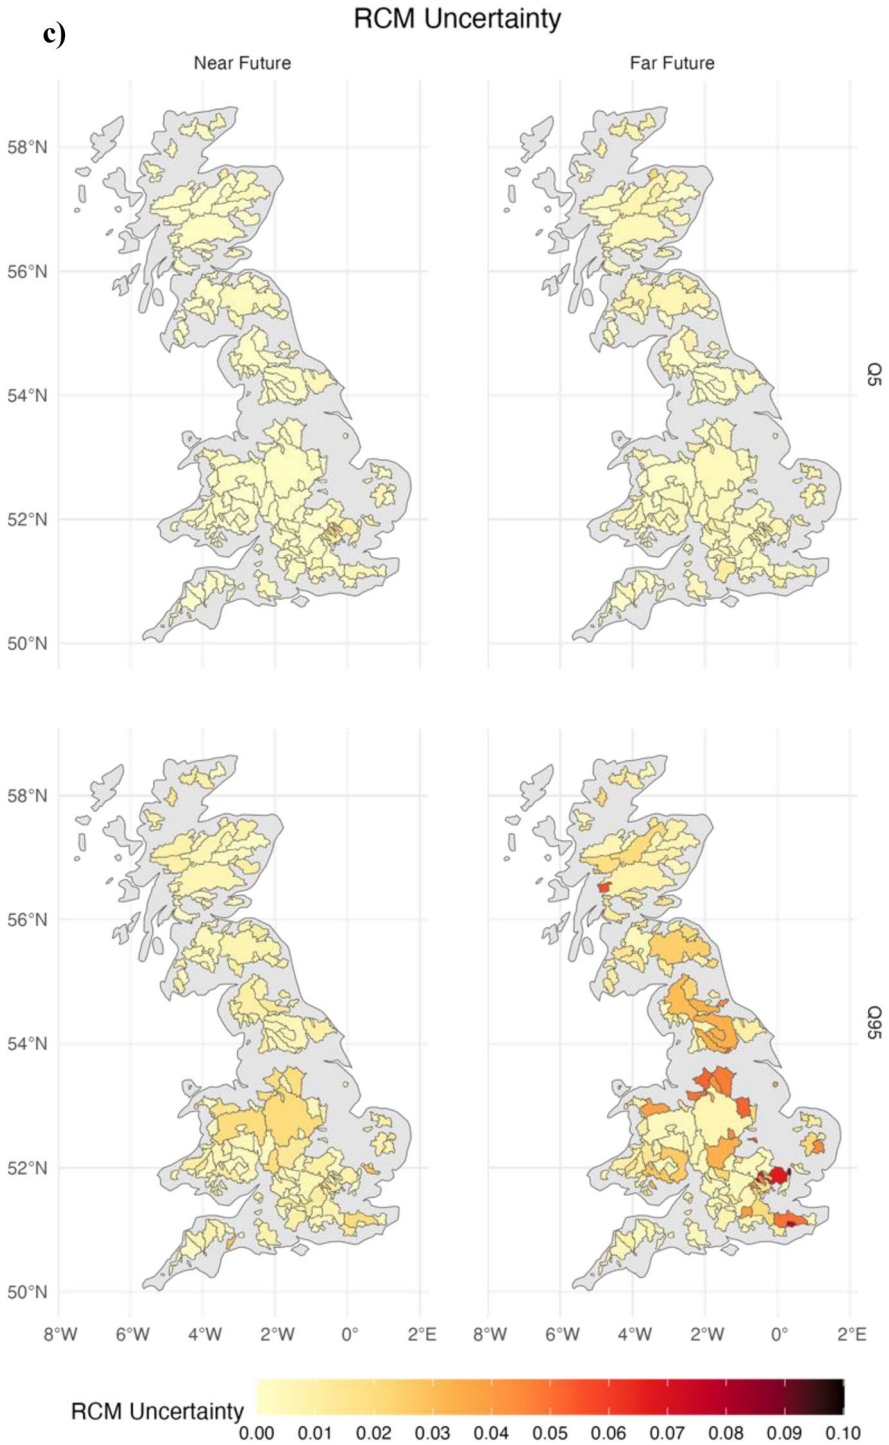 c)
RCM Uncertainty
Near Future
Far Future
58°N
56°N
54°N
52°N
50°N
Q5
58°N
56°N
54°N
52°N
50°N
Q95
8°W 6°W 4°W 2°W 0° 2°E
8°W 6°W 4°W 2°W 0° 2°E
RCM Uncertainty
0.00 0.01 0.02 0.03 0.04 0.05 0.06 0.07 0.08 0.09 0.10